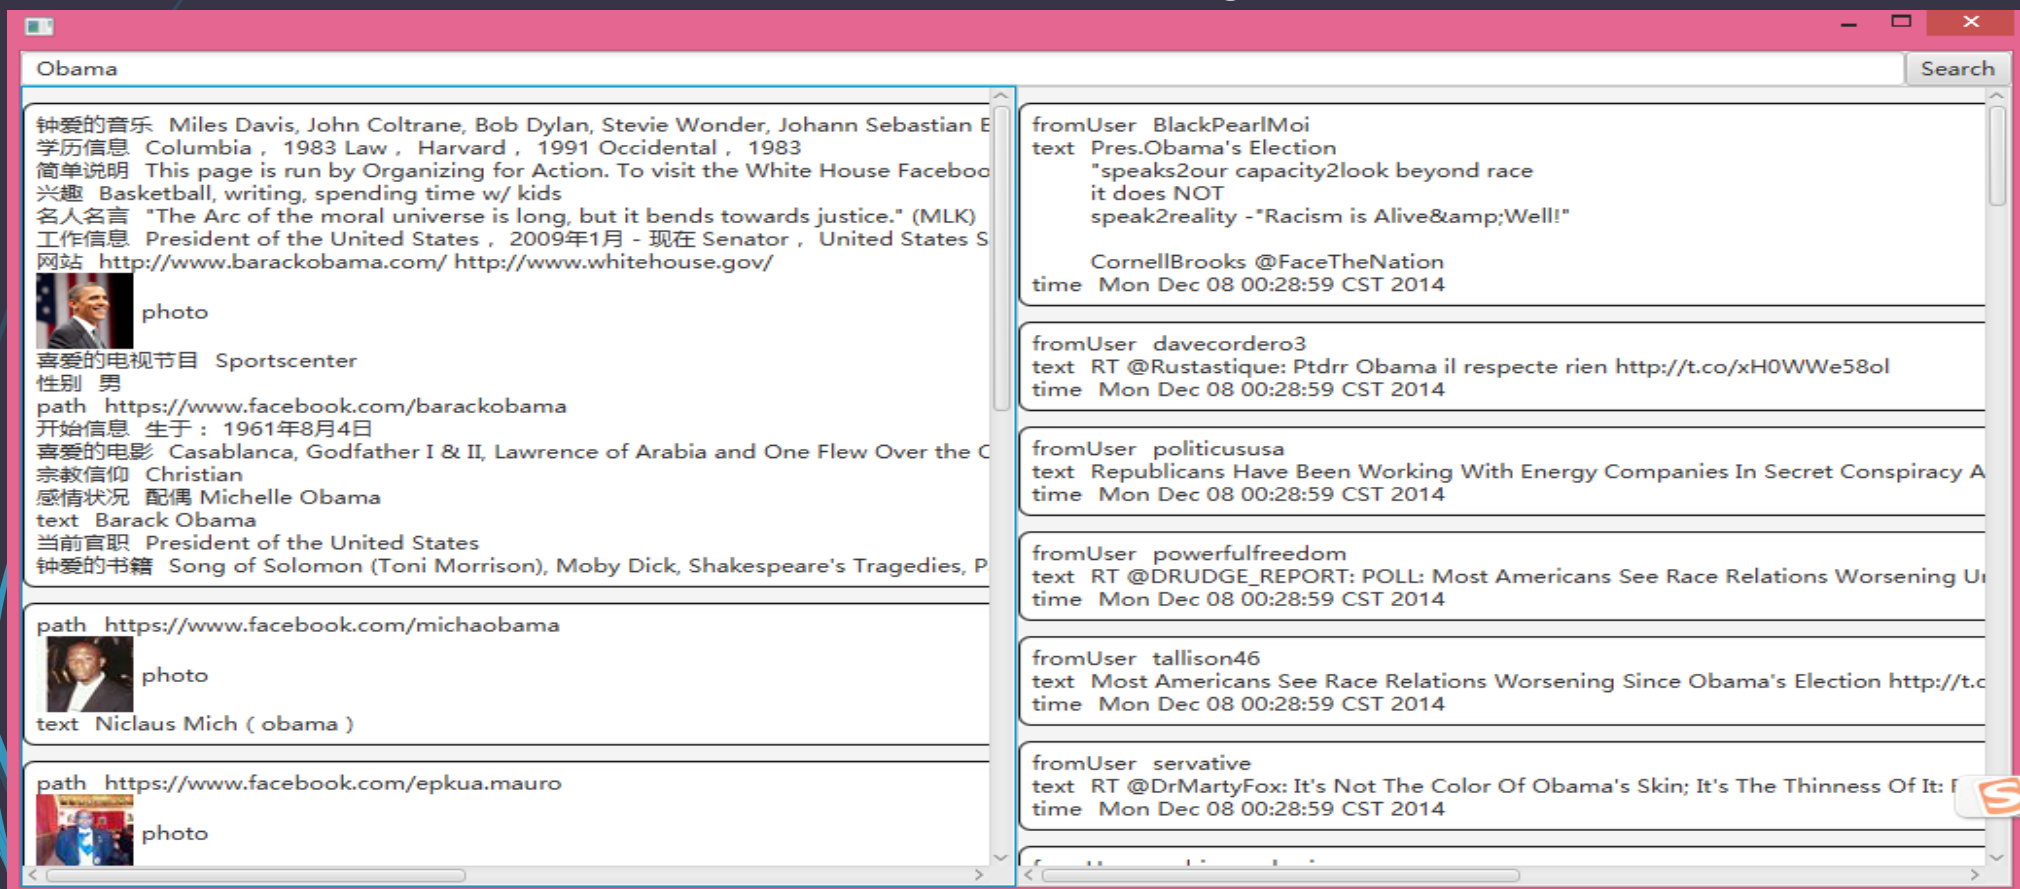 Obama
Search
钟爱的音乐 Miles Davis, John Coltrane, Bob Dylan, Stevie Wonder, Johann Sebastian
学历信息 Columbia , 1983 Law , Harvard , 1991 Occidental , 1983
简单说明 This page is run by Organizing for Action. To visit the White House
兴趣 Basketball, writing, spending time w/ kids
名人名言 "The Arc of the moral universe is long, but it bends towards justice." (MLK)
工作信息 President of the United States , 2009年1月 - 现在 Senator , United States
网站 http://www.barackobama.com/ http://www.whitehouse.gov/
photo
喜爱的电视节目 Sportscenter
性别 男
path https://www.facebook.com/barackobama
开始信息 生于 : 1961年8月4日
喜爱的电影 Casablanca, Godfather I & II, Lawrence of Arabia and One Flew Over the
宗教信仰 Christian
感情状况 配偶 Michelle Obama
text Barack Obama
当前官职 President of the United States
钟爱的书籍 Song of Solomon (Toni Morrison), Moby Dick, Shakespeare's Tragedies,
path https://www.facebook.com/michaobama
photo
text Niclaus Mich ( obama )
path https://www.facebook.com/epkua.mauro
photo
fromUser BlackPearlMoi
text Pres.Obama's Election
"speaks2our capacity2look beyond race
it does NOT
speak2reality -"Racism is Alive&amp;Well!"
CornellBrooks @FaceTheNation
time Mon Dec 08 00:28:59 CST 2014
fromUser davecordero3
text RT @Rustastique: Ptdrr Obama il respecte rien http://t.co/xH0WWe58ol
time Mon Dec 08 00:28:59 CST 2014
fromUser politicususa
text Republicans Have Been Working With Energy Companies In Secret Conspiracy
time Mon Dec 08 00:28:59 CST 2014
fromUser powerfulfreedom
text RT @DRUDGE_REPORT: POLL: Most Americans See Race Relations Worsening
time Mon Dec 08 00:28:59 CST 2014
fromUser tallison46
text Most Americans See Race Relations Worsening Since Obama's Election http://t.c
time Mon Dec 08 00:28:59 CST 2014
fromUser servative
text RT @DrMartyFox: It's Not The Color Of Obama's Skin; It's The Thinness Of It:
time Mon Dec 08 00:28:59 CST 2014